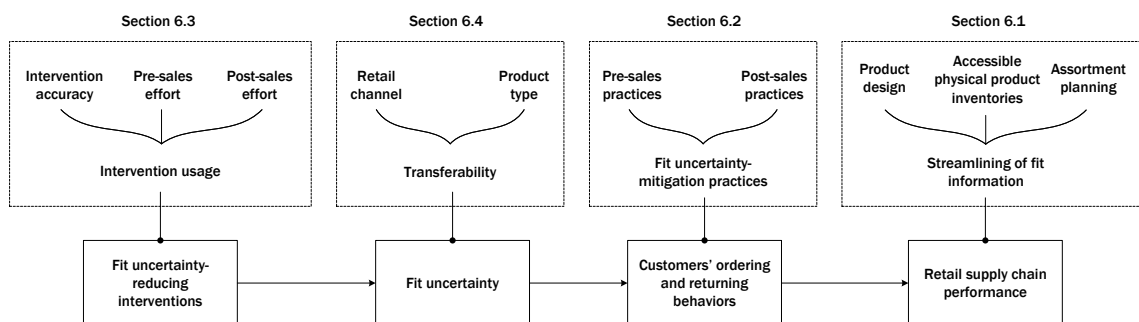 Section 6.3
Section 6.4
Section 6.2
Section 6.1
Intervention
accuracy
Pre-sales
effort
Post-sales
effort
Intervention usage
Retail
channel
Product
type
Transferability
Pre-sales
practices
Post-sales
practices
Fit uncertainty-
mitigation practices
Product
design
Accessible
physical product
inventories
Assortment
planning
Streamlining of fit
information
Fit uncertainty-
reducing
interventions
Fit uncertainty
Customers’ ordering
and returning
behaviors
Retail supply chain
performance